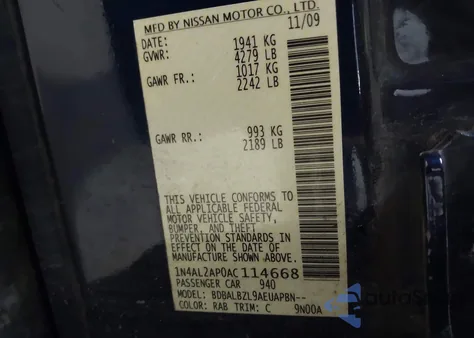 MFD BY NISSAN MOTOR CO., LTD.
11/09
DATE: 1941 KG
GVWR: 4279 LB
GAWR FR.: 1017 KG
2242 LB
GAWR RR.: 993 KG
2189 LB
THIS VEHICLE CONFORMS TO
ALL APPLICABLE FEDERAL
MOTOR VEHICLE SAFETY,
BUMPER, AND THEFT
PREVENTION STANDARDS IN
EFFECT ON THE DATE OF
MANUFACTURE SHOWN ABOVE.
1N4AL2AP0AC114668
PASSENGER CAR 940
MODEL: BDBALBZL9AEUAPBN--
COLOR: RAB TRIM: C 9N00A